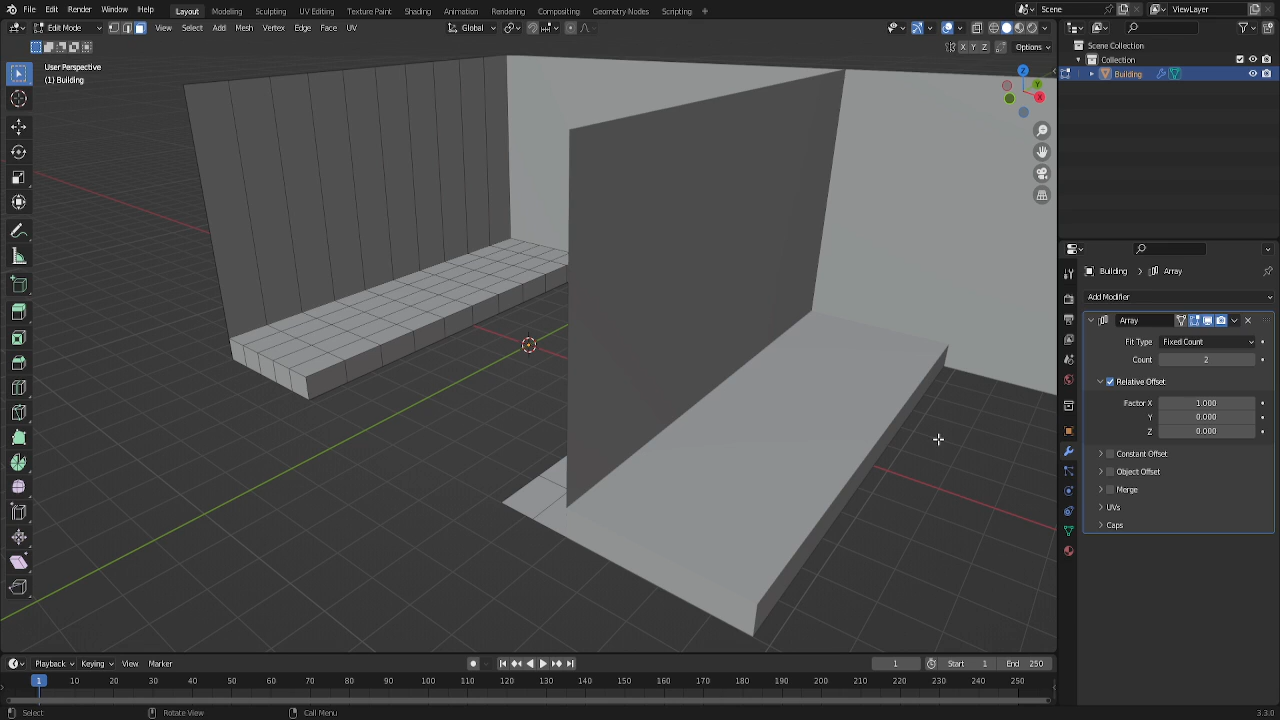 File Edit Render Window Help Layout Modeling Sculpting UV Editing Texture Paint Shading Animation Rendering Compositing Geometry Nodes Scripting + Scene ViewLayer
Edit Mode View Select Add Mesh Vertex Edge Face UV Global
X Y Z Options
User Perspective
(1) Building
Scene Collection
Collection
Building
Z
Y
X
Building > Array
Add Modifier
Array
Fit Type Fixed Count
Count 2
Relative Offset
Factor X 1.000
Y 0.000
Z 0.000
Constant Offset
Object Offset
Merge
UVs
Caps
Playback Keying View Marker 1 Start 1 End 250
1 10 20 30 40 50 60 70 80 90 100 110 120 130 140 150 160 170 180 190 200 210 220 230 240 250
Select Rotate View Call Menu 3.3.0